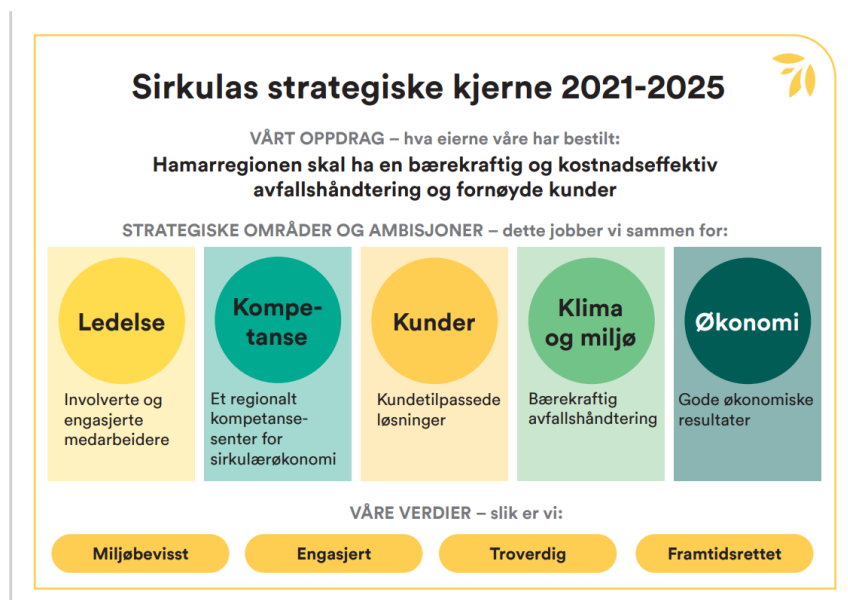 Sirkulas strategiske kjerne 2021-2025
VÅRT OPPDRAG – hva eierne våre har bestilt:
Hamarregionen skal ha en bærekraftig og kostnadseffektiv
avfallshåndtering og fornøyde kunder
STRATEGISKE OMRÅDER OG AMBISJONER – dette jobber vi sammen for:
Ledelse
Involverte og
engasjerte
medarbeidere
Kompe-
tanse
Et regionalt
kompetanse-
senter for
sirkulærøkonomi
Kunder
Kundetilpassede
løsninger
Klima
og miljø
Bærekraftig
avfallshåndtering
Økonomi
Gode økonomiske
resultater
VÅRE VERDIER – slik er vi:
Miljøbevisst
Engasjert
Troverdig
Framtidsrettet